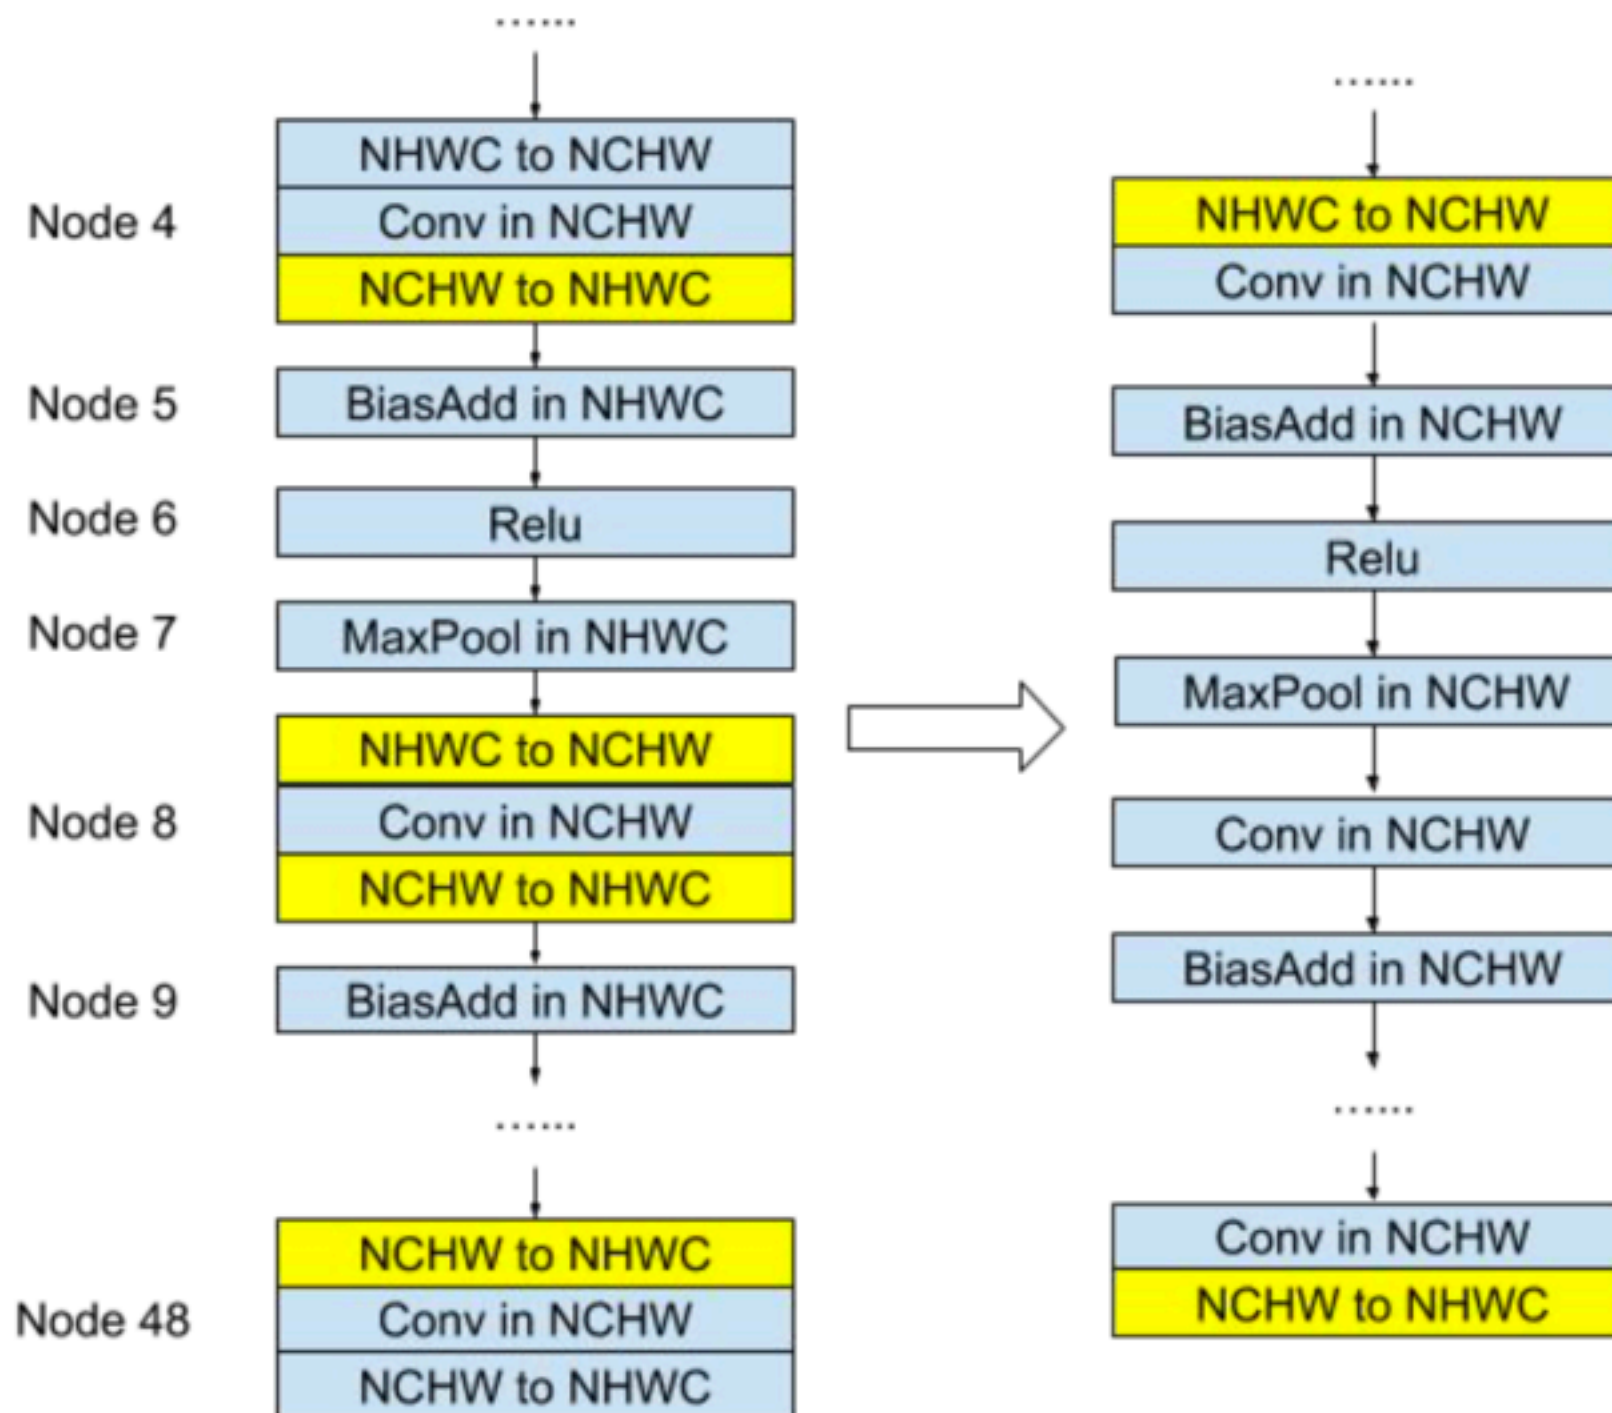 ......
NHWC to NCHW
Node 4
Conv in NCHW
NCHW to NHWC
Node 5
BiasAdd in NHWC
Node 6
Relu
Node 7
MaxPool in NHWC
NHWC to NCHW
Node 8
Conv in NCHW
NCHW to NHWC
Node 9
BiasAdd in NHWC
......
NCHW to NHWC
Node 48
Conv in NCHW
NCHW to NHWC
......
NHWC to NCHW
Conv in NCHW
BiasAdd in NCHW
Relu
MaxPool in NCHW
Conv in NCHW
BiasAdd in NCHW
......
Conv in NCHW
NCHW to NHWC